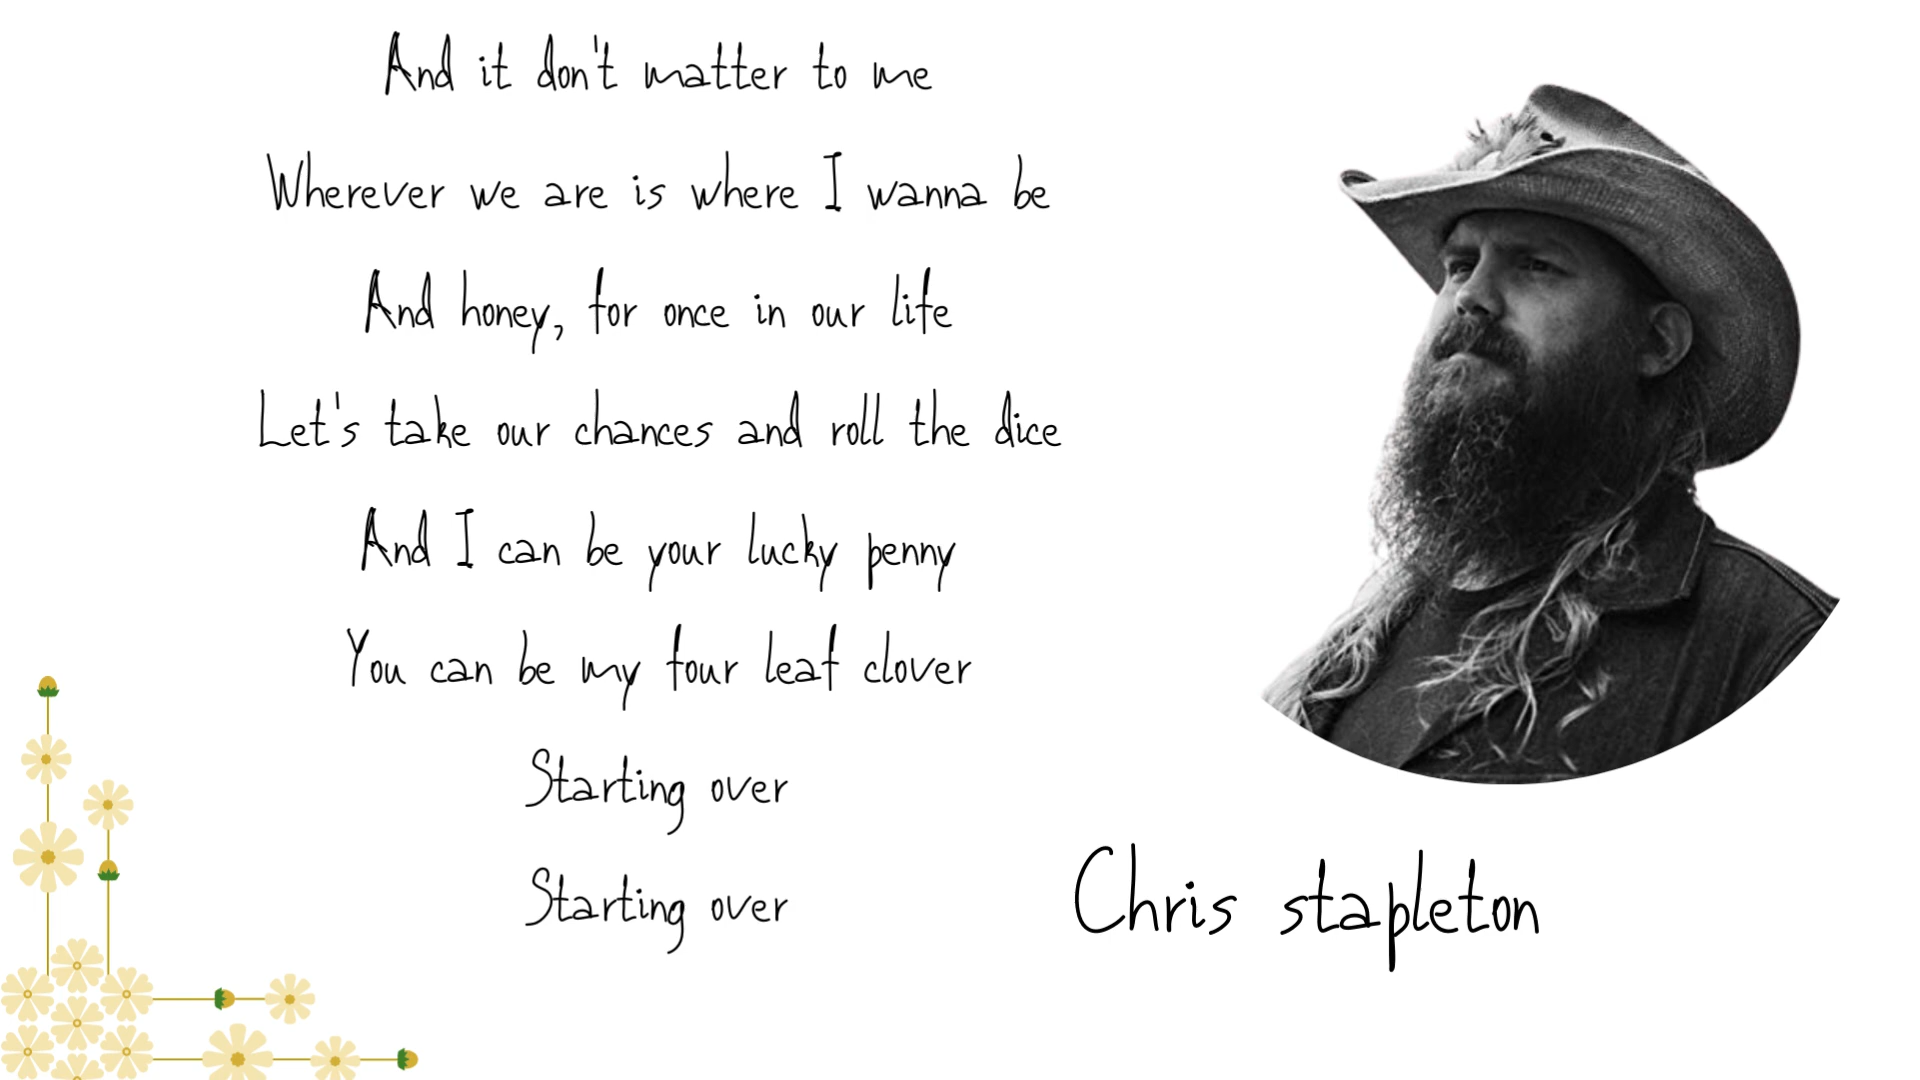 And it don't matter to me
Wherever we are is where I wanna be
And honey, for once in our life
Let's take our chances and roll the dice
And I can be your lucky penny
You can be my four leaf clover
Starting over
Starting over
Chris stapleton